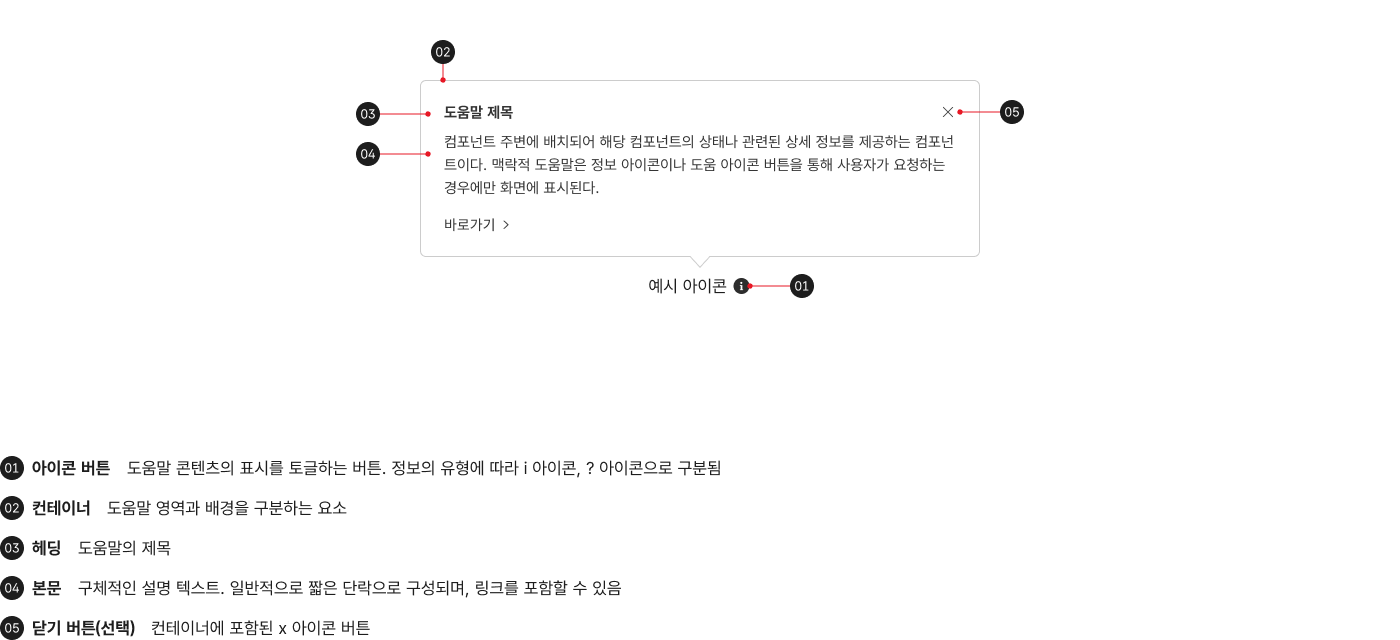 02
03 도움말 제목 05
컴포넌트 주변에 배치되어 해당 컴포넌트의 상태나 관련된 상세 정보를 제공하는 컴포넌
04
트이다. 맥락적 도움말은 정보 아이콘이나 도움 아이콘 버튼을 통해 사용자가 요청하는
경우에만 화면에 표시된다.
바로가기
예시 아이콘 i 01
01 아이콘 버튼 도움말 콘텐츠의 표시를 토글하는 버튼. 정보의 유형에 따라 i 아이콘, ? 아이콘으로 구분됨
02 컨테이너 도움말 영역과 배경을 구분하는 요소
03 헤딩 도움말의 제목
04 본문 구체적인 설명 텍스트. 일반적으로 짧은 단락으로 구성되며, 링크를 포함할 수 있음
05 닫기 버튼(선택) 컨테이너에 포함된 x 아이콘 버튼